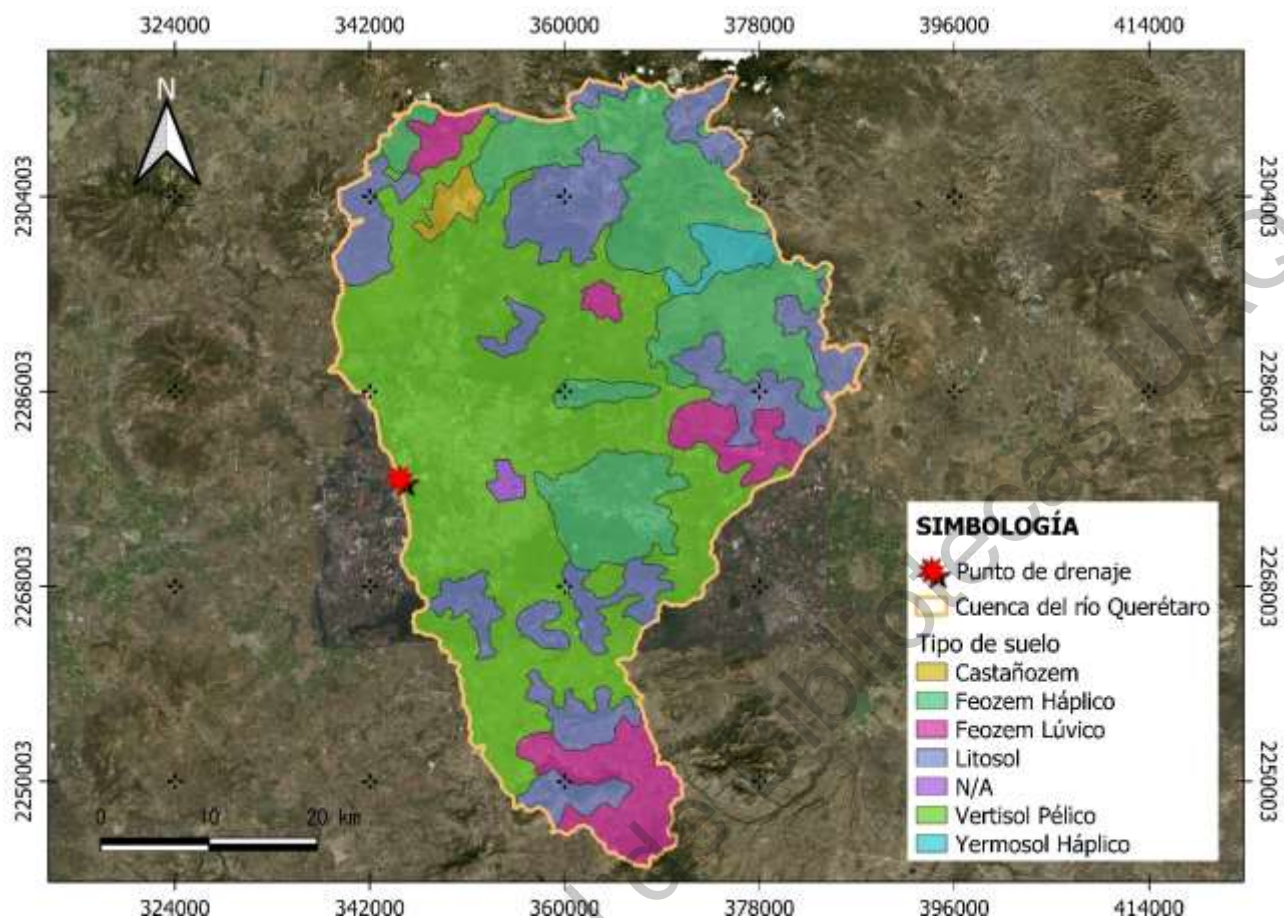 324000 342000 360000 378000 396000 414000
N
2304003 2304003
2286003 2286003
2268003 2268003
2250003 2250003
SIMBOLOGÍA
Punto de drenaje
Cuenca del río Querétaro
Tipo de suelo
Castañozem
Feozem Háplico
Feozem Lúvico
Litosol
N/A
Vertisol Pélico
Yermosol Háplico
0 10 20 km
324000 342000 360000 378000 396000 414000
Bibliotecas UAQ